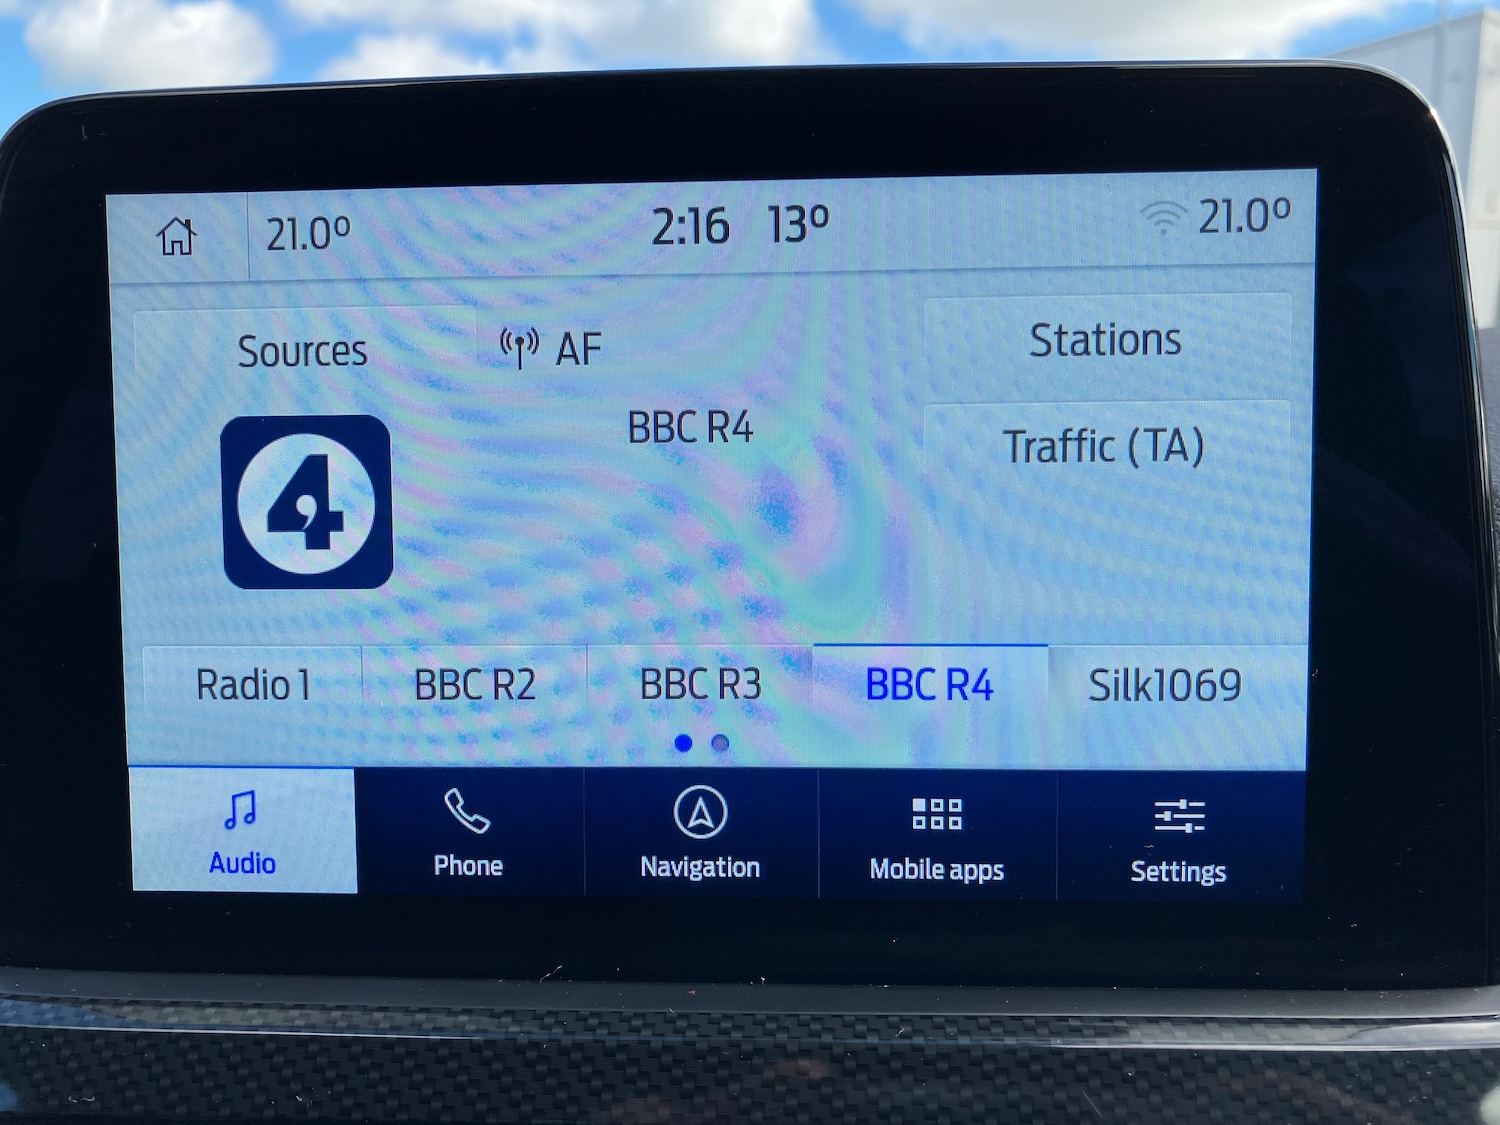 21.0º 2:16 13º 21.0º
Sources AF Stations
BBC R4
Traffic (TA)
4
Radio 1 BBC R2 BBC R3 BBC R4 Silk1069
Audio Phone Navigation Mobile apps Settings